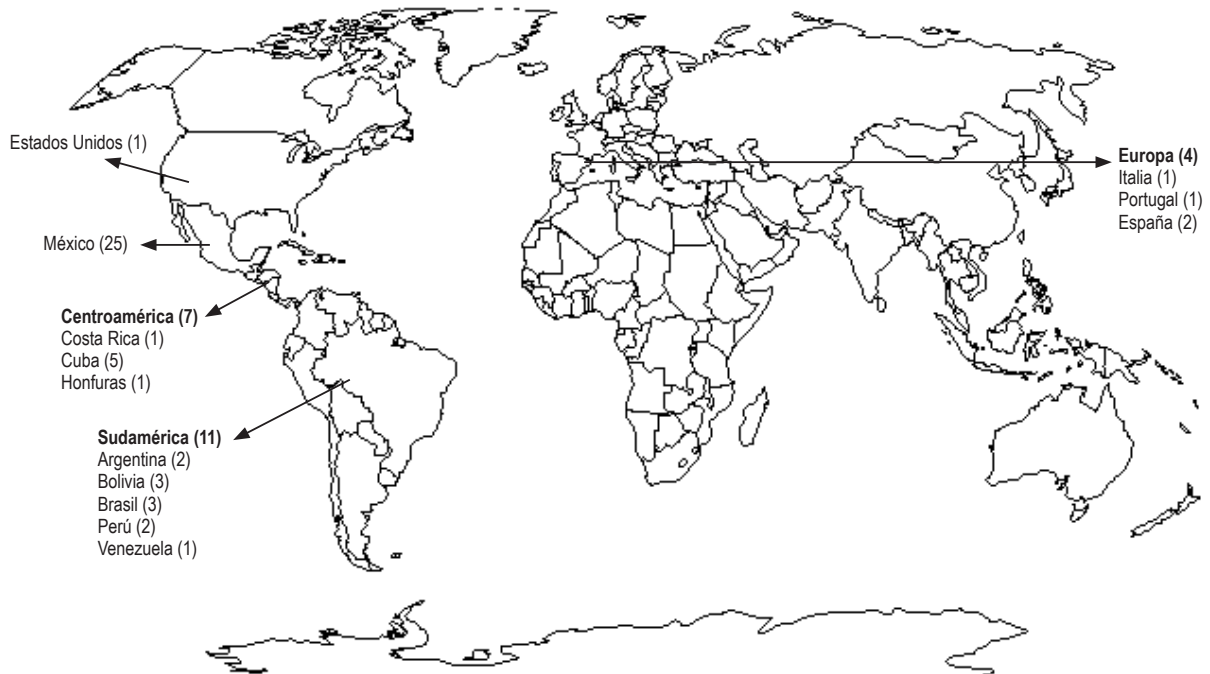 Estados Unidos (1)
México (25)
Centroamérica (7)
Costa Rica (1)
Cuba (5)
Honfuras (1)
Sudamérica (11)
Argentina (2)
Bolivia (3)
Brasil (3)
Perú (2)
Venezuela (1)
Europa (4)
Italia (1)
Portugal (1)
España (2)